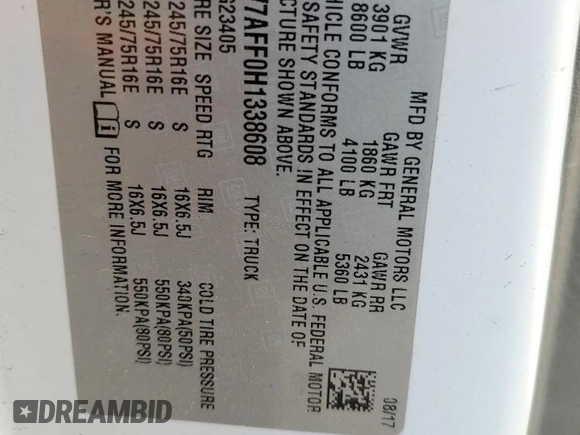 MFD BY GENERAL MOTORS LLC 08/17
GVWR GAWR FRT GAWR RR
3901 KG 1860 KG 2431 KG
8600 LB 4100 LB 5360 LB
HICLE CONFORMS TO ALL APPLICABLE U.S. FEDERAL MOTOR
SAFETY STANDARDS IN EFFECT ON THE DATE OF
CTURE SHOWN ABOVE.
7AFF0H1338608 TYPE: TRUCK
G23405
RE SIZE SPEED RTG RIM COLD TIRE PRESSURE
245/75R16E S 16X6.5J 340KPA(50PSI)
245/75R16E S 16X6.5J 550KPA(80PSI)
245/75R16E S 16X6.5J 550KPA(80PSI)
R'S MANUAL FOR MORE INFORMATION.
DREAMBID